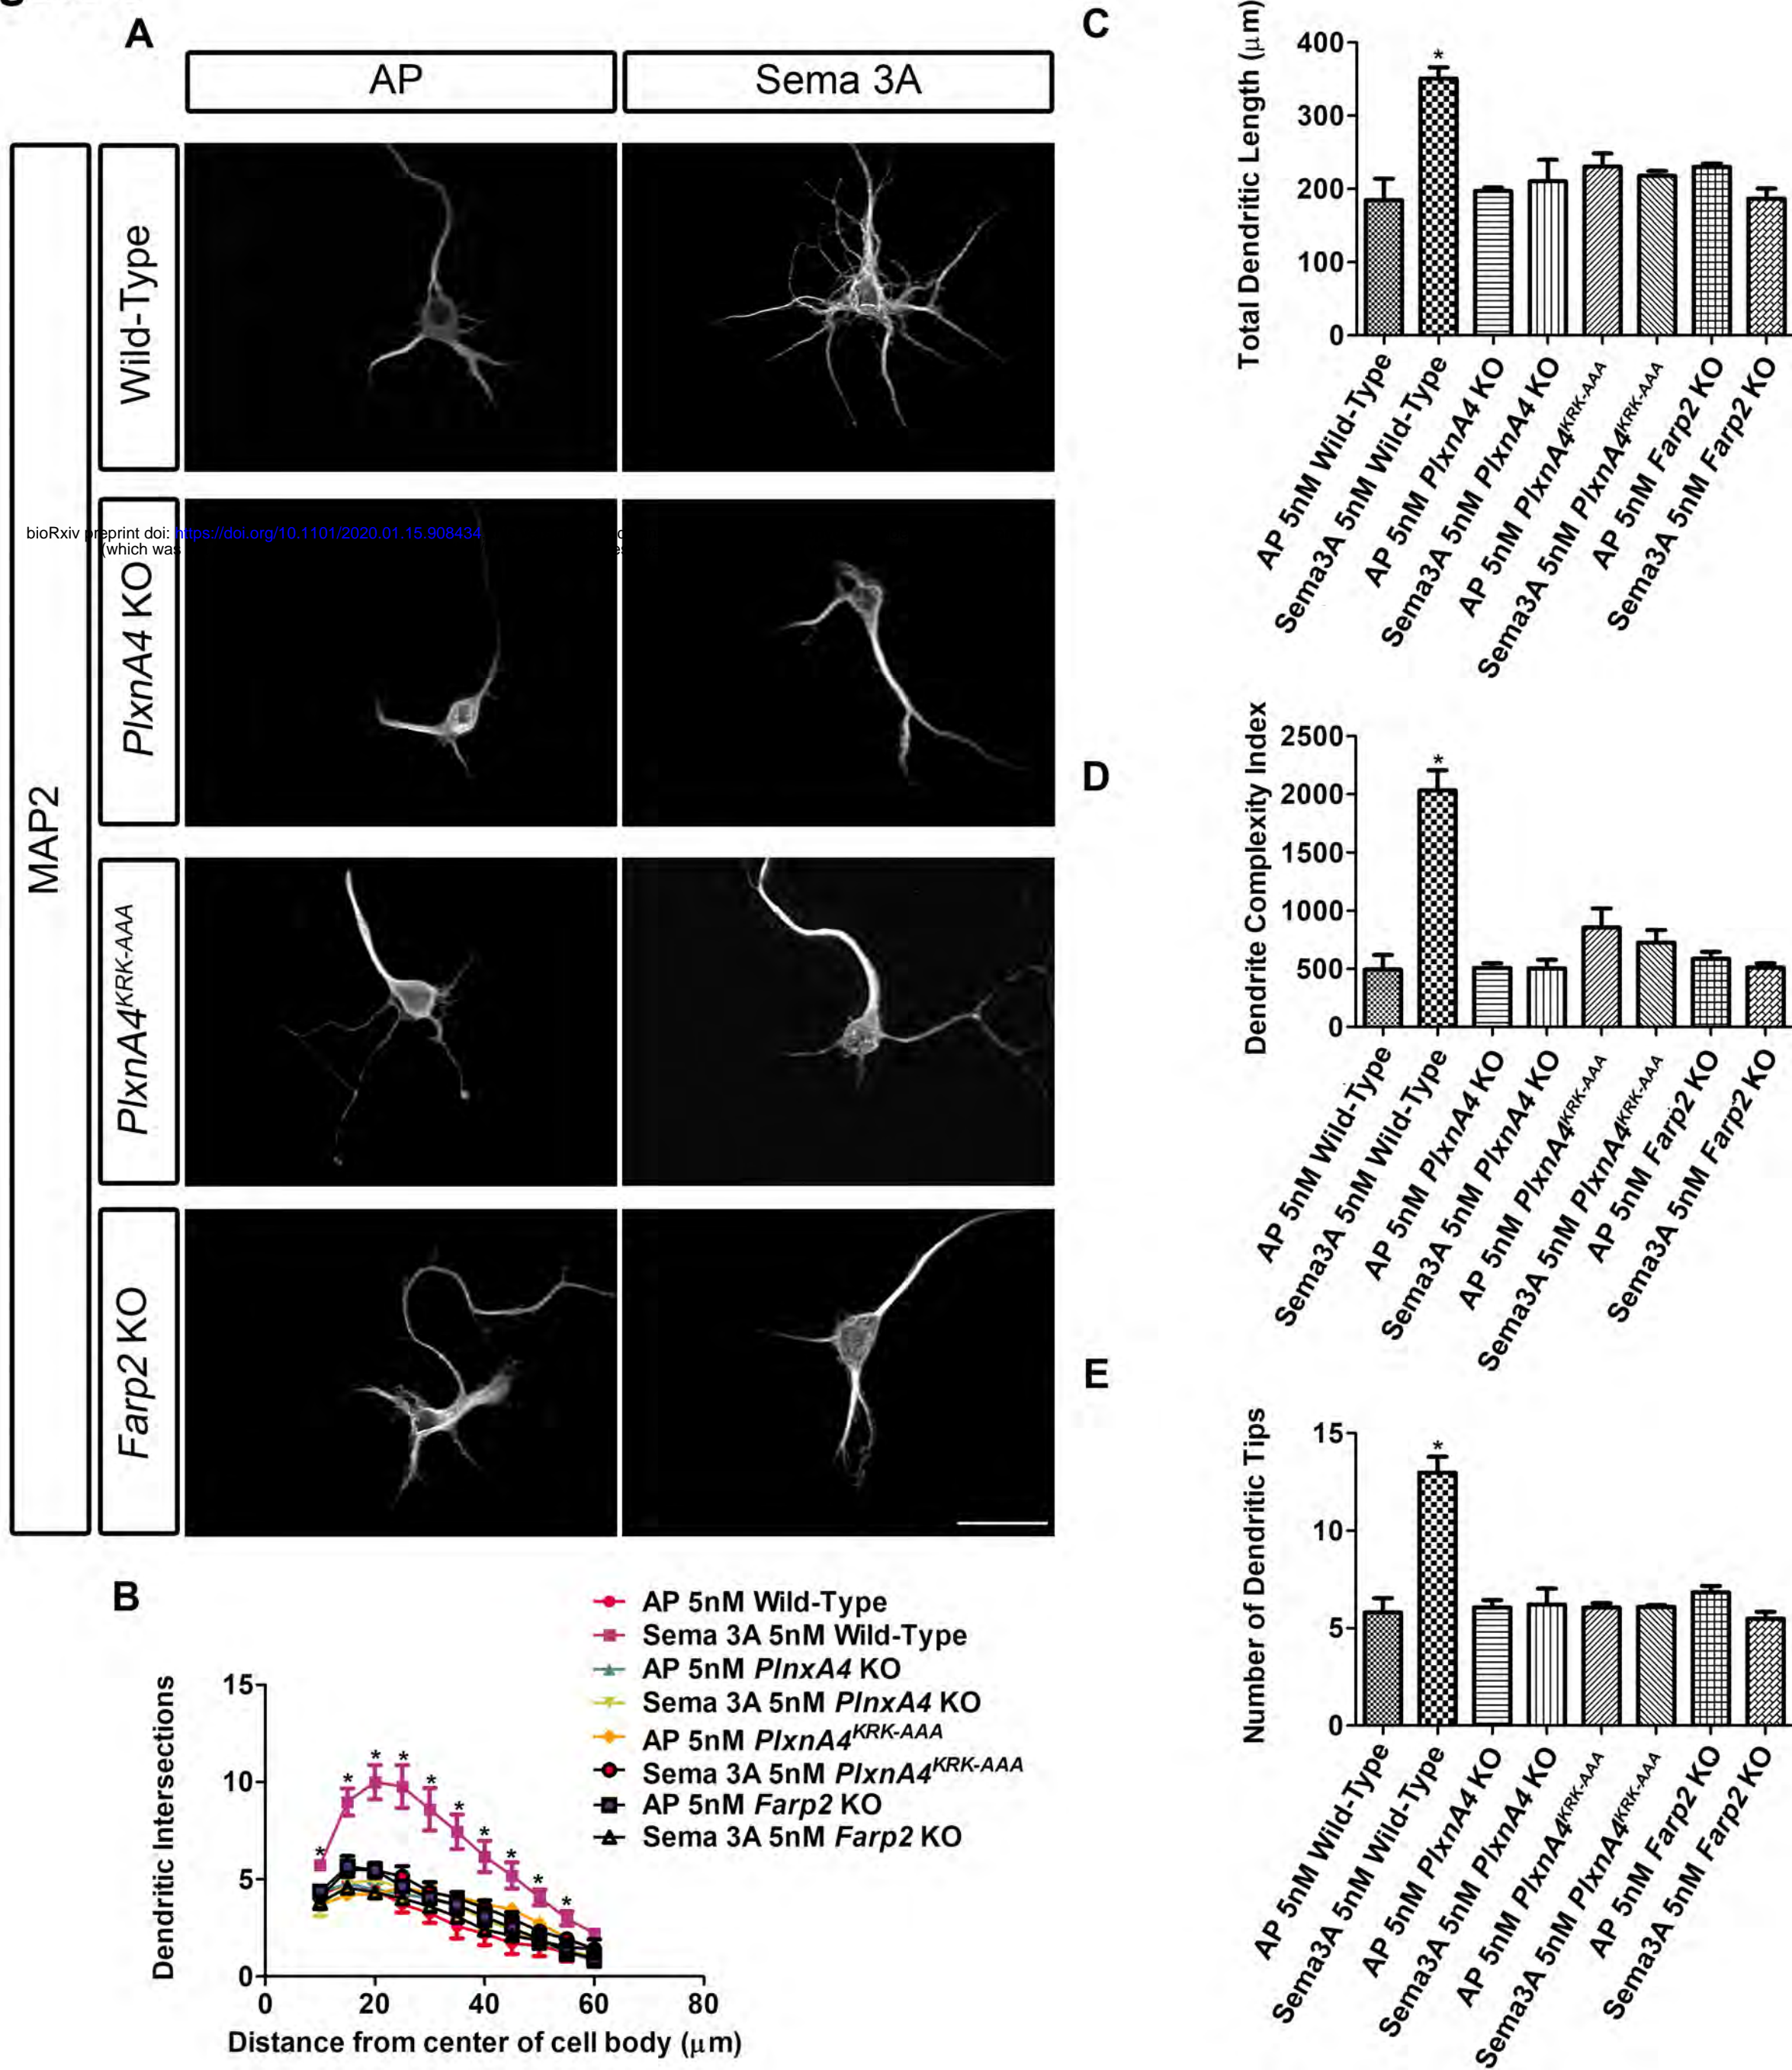 A
AP
Sema 3A
MAP2
Wild-Type
PlxnA4 KO
PlxnA4KRK-AAA
Farp2 KO
bioRxiv preprint doi: https://doi.org/10.1101/2020.01.15.908434
(which was
B
Dendritic Intersections
15
10
5
0
0 20 40 60 80
Distance from center of cell body (μm)
* * * * * * * * * *
AP 5nM Wild-Type
Sema 3A 5nM Wild-Type
AP 5nM PlnxA4 KO
Sema 3A 5nM PlnxA4 KO
AP 5nM PlxnA4KRK-AAA
Sema 3A 5nM PlxnA4KRK-AAA
AP 5nM Farp2 KO
Sema 3A 5nM Farp2 KO
C
Total Dendritic Length (μm)
400
300
200
100
0
*
AP 5nM Wild-Type
Sema3A 5nM Wild-Type
AP 5nM PlxnA4 KO
Sema3A 5nM PlxnA4 KO
AP 5nM PlxnA4KRK-AAA
Sema3A 5nM PlxnA4KRK-AAA
AP 5nM Farp2 KO
Sema3A 5nM Farp2 KO
D
Dendrite Complexity Index
2500
2000
1500
1000
500
0
*
AP 5nM Wild-Type
Sema3A 5nM Wild-Type
AP 5nM PlxnA4 KO
Sema3A 5nM PlxnA4 KO
AP 5nM PlxnA4KRK-AAA
Sema3A 5nM PlxnA4KRK-AAA
AP 5nM Farp2 KO
Sema3A 5nM Farp2 KO
E
Number of Dendritic Tips
15
10
5
0
*
AP 5nM Wild-Type
Sema3A 5nM Wild-Type
AP 5nM PlxnA4 KO
Sema3A 5nM PlxnA4 KO
AP 5nM PlxnA4KRK-AAA
Sema3A 5nM PlxnA4KRK-AAA
AP 5nM Farp2 KO
Sema3A 5nM Farp2 KO